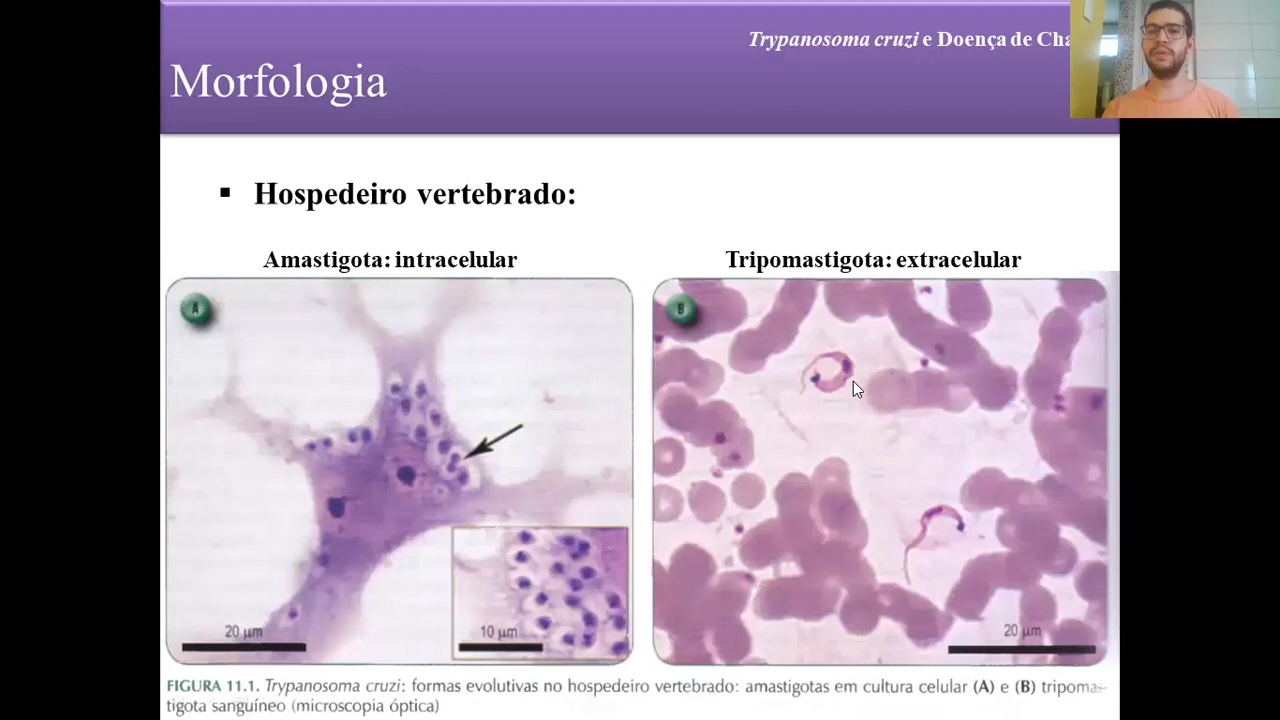 Trypanosoma cruzi e Doença de Cha
Morfologia
▪ Hospedeiro vertebrado:
Amastigota: intracelular
Tripomastigota: extracelular
A
B
20 µm
10 µm
20 µm
FIGURA 11.1. Trypanosoma cruzi: formas evolutivas no hospedeiro vertebrado: amastigotas em cultura celular (A) e (B) tripomas-
tigota sanguíneo (microscopia óptica)